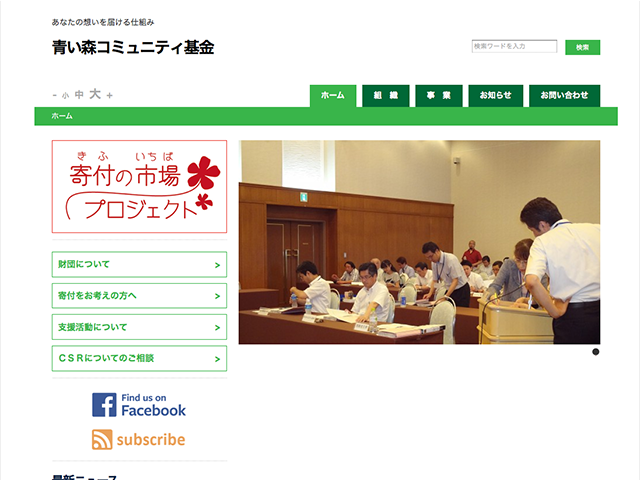 あなたの想いを届ける仕組み
青い森コミュニティ基金
検索ワードを入力
検索
- 小 中 大 +
ホーム
組 織
事 業
お知らせ
お問い合わせ
ホーム
きふ いちば
寄付の市場
プロジェクト
財団について >
寄付をお考えの方へ >
支援活動について >
CSRについてのご相談 >
Find us on
Facebook
subscribe
最新ニュース